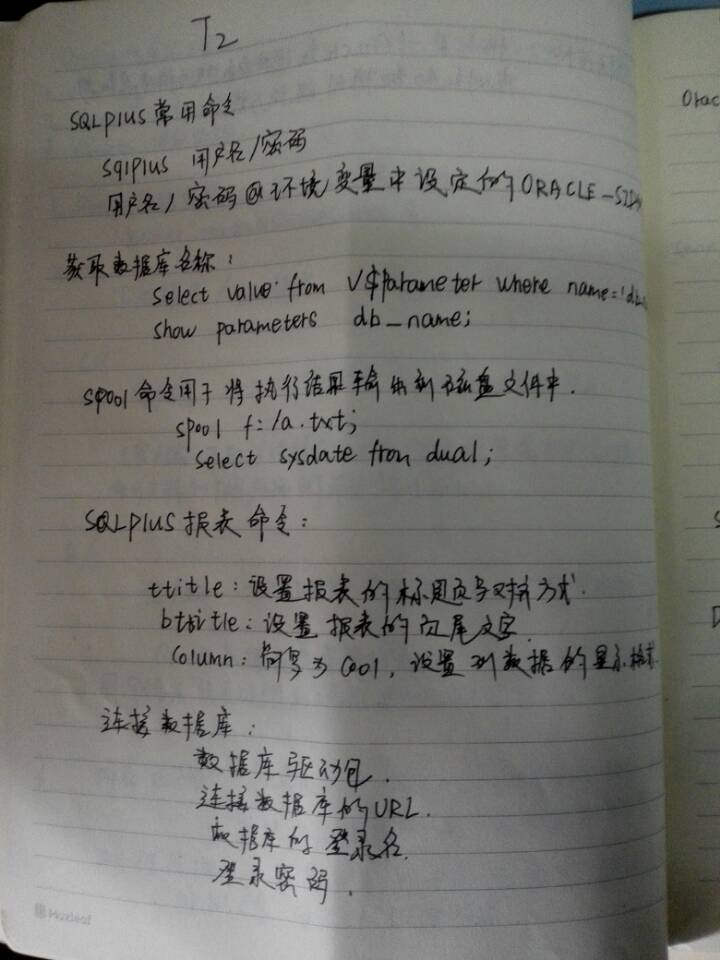 T2
SQLPlus常用命令
sqlplus 用户名/密码
用户名/密码@环境变量中设定的ORACLE_SID
获取数据库名称:
select value from V$parameter where name='db
show parameters db_name;
spool命令用于将执行结果输出到磁盘文件中.
spool f:/a.txt;
select sysdate from dual;
SQLPLUS报表命令:
ttitle:设置报表的标题页与对齐方式.
bttitle:设置报表的页尾文字.
column:简写为 cool,设置列数据的显示格式
连接数据库:
数据库驱动包.
连接数据库的URL.
数据库的登录名.
登录密码.
Huxleaf
Orac